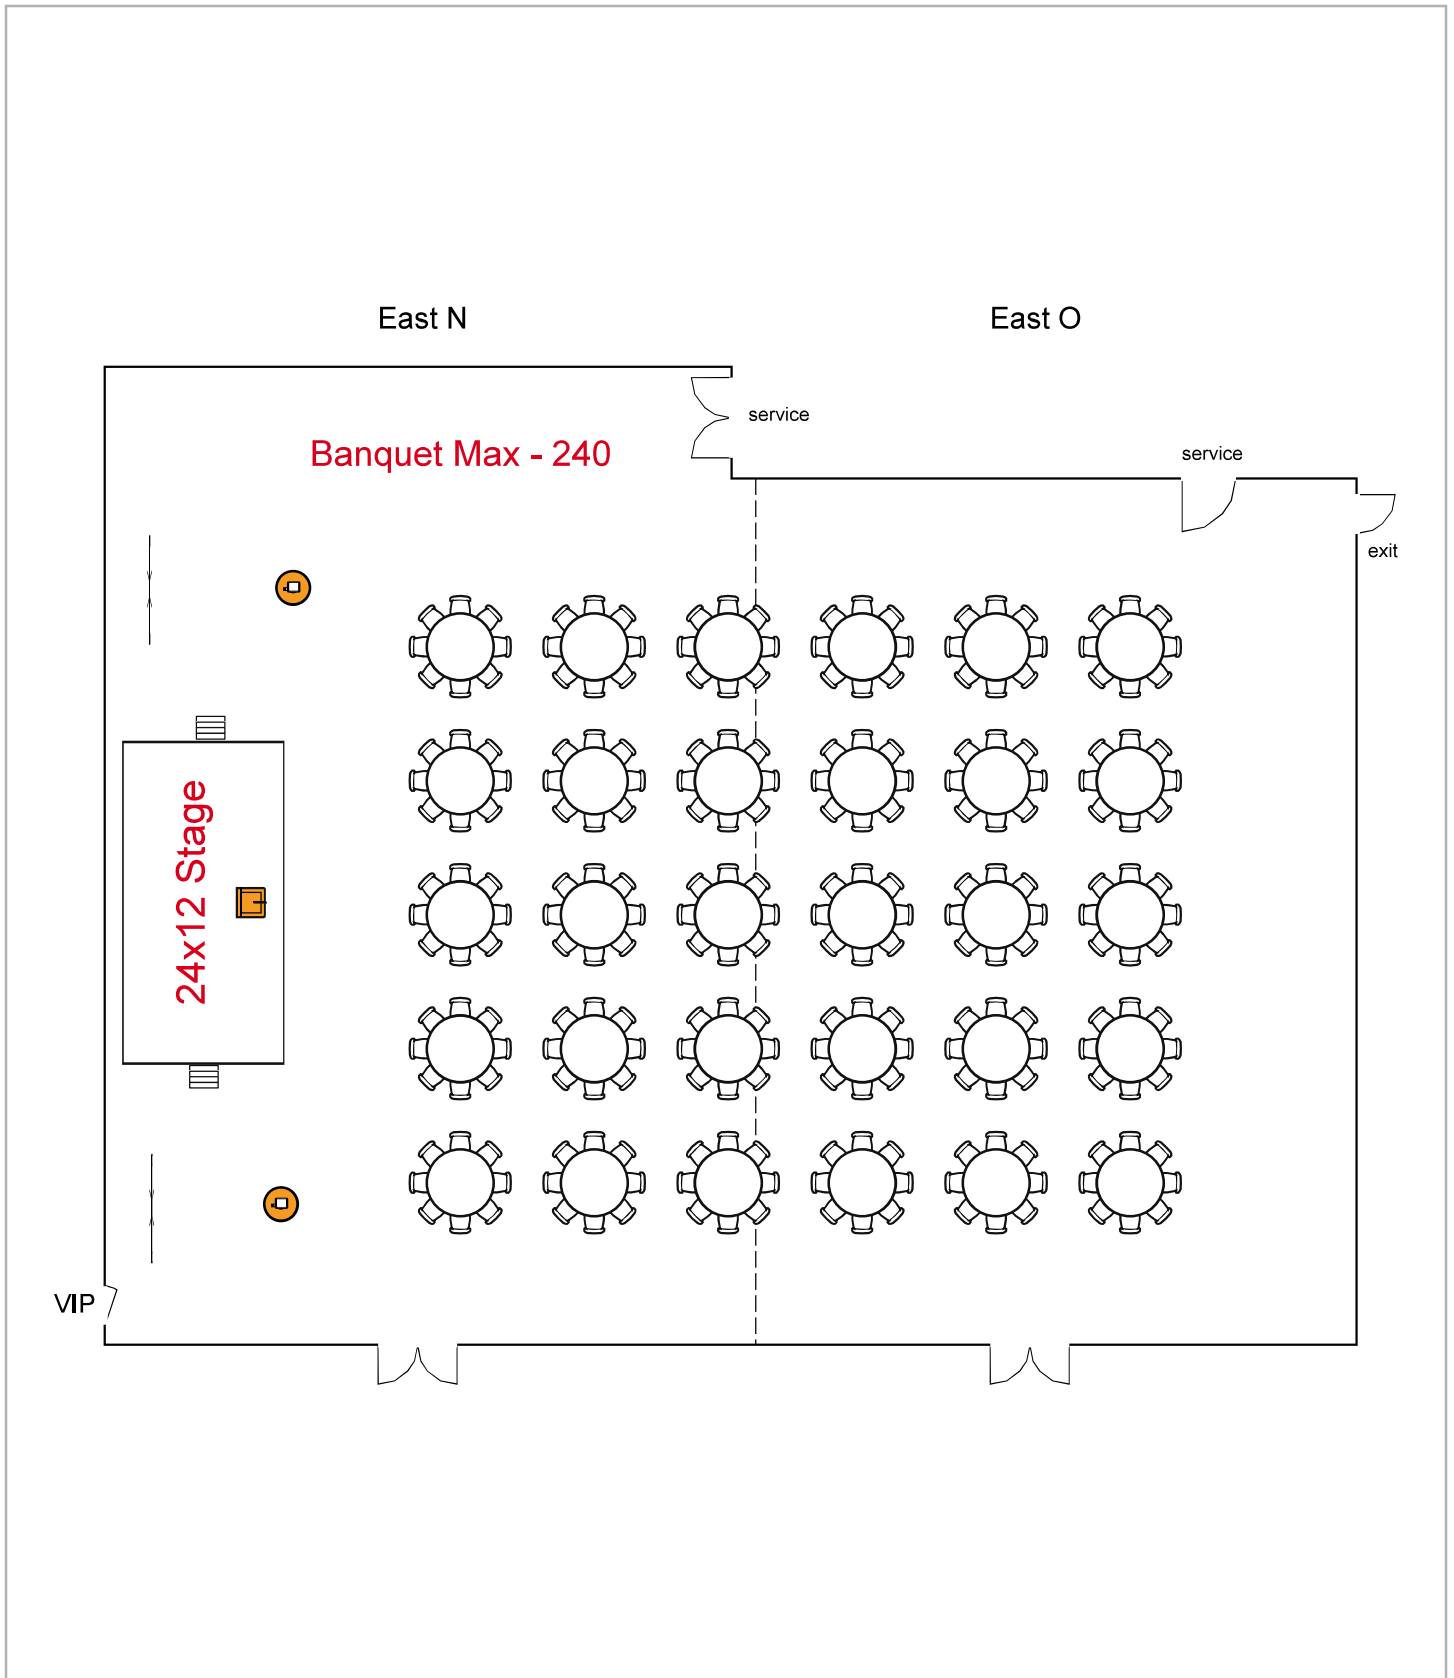 East N
East O
service
Banquet Max - 240
service
exit
24x12 Stage
VIP